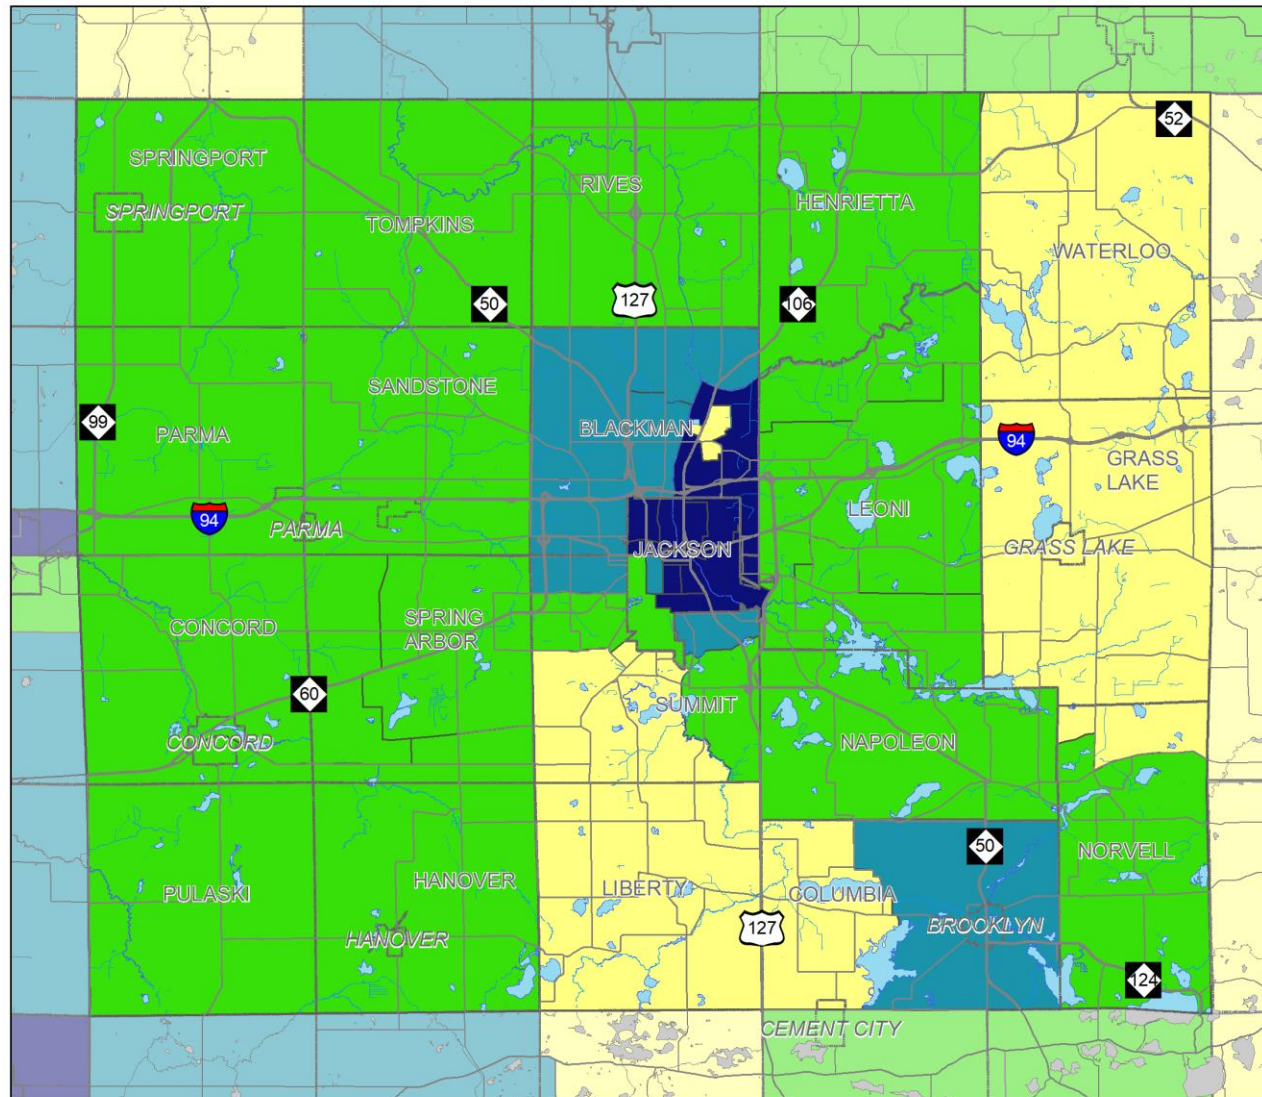 52
SPRINGPORT
RIVES
HENRIETTA
SPRINGPORT
TOMPKINS
WATERLOO
50
127
106
SANDSTONE
99
PARMA
BLACKMAN
94
GRASS
LAKE
94
PARMA
LEONI
JACKSON
GRASS LAKE
CONCORD
SPRING
ARBOR
60
SUMMIT
CONCORD
NAPOLEON
50
NORVELL
PULASKI
HANOVER
LIBERTY
COLUMBIA
127
BROOKLYN
HANOVER
124
CEMENT CITY